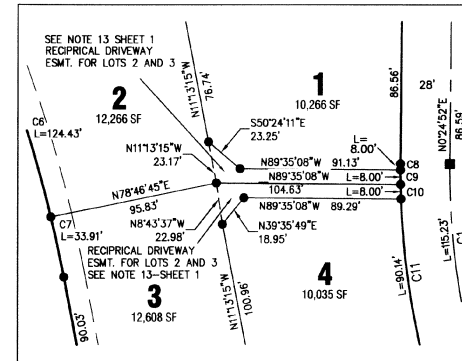 SEE NOTE 13 SHEET 1
RECIPRICAL DRIVEWAY
ESMT. FOR LOTS 2 AND 3
N11°13'15"W
76.74'
1
10,266 SF
86.56'
28'
N0°24'52"E
86.59'
2
12,266 SF
C6
L=124.43'
S50°24'11"E
23.25'
L=
8.00'
C8
N11°13'15"W
23.17'
N89°35'08"W
91.13'
N89°35'08"W
L=8.00'
C9
N78°46'45"E
104.63'
L=8.00'
C10
95.83'
N8°43'37"W
22.98'
N89°35'08"W
89.29'
C7
L=33.91'
N39°35'49"E
18.95'
RECIPRICAL DRIVEWAY
ESMT. FOR LOTS 2 AND 3
SEE NOTE 13-SHEET 1
3
12,608 SF
4
10,035 SF
90.03'
N11°13'15"W
100.96'
L=90.14'
C11
L=115.23'
C1